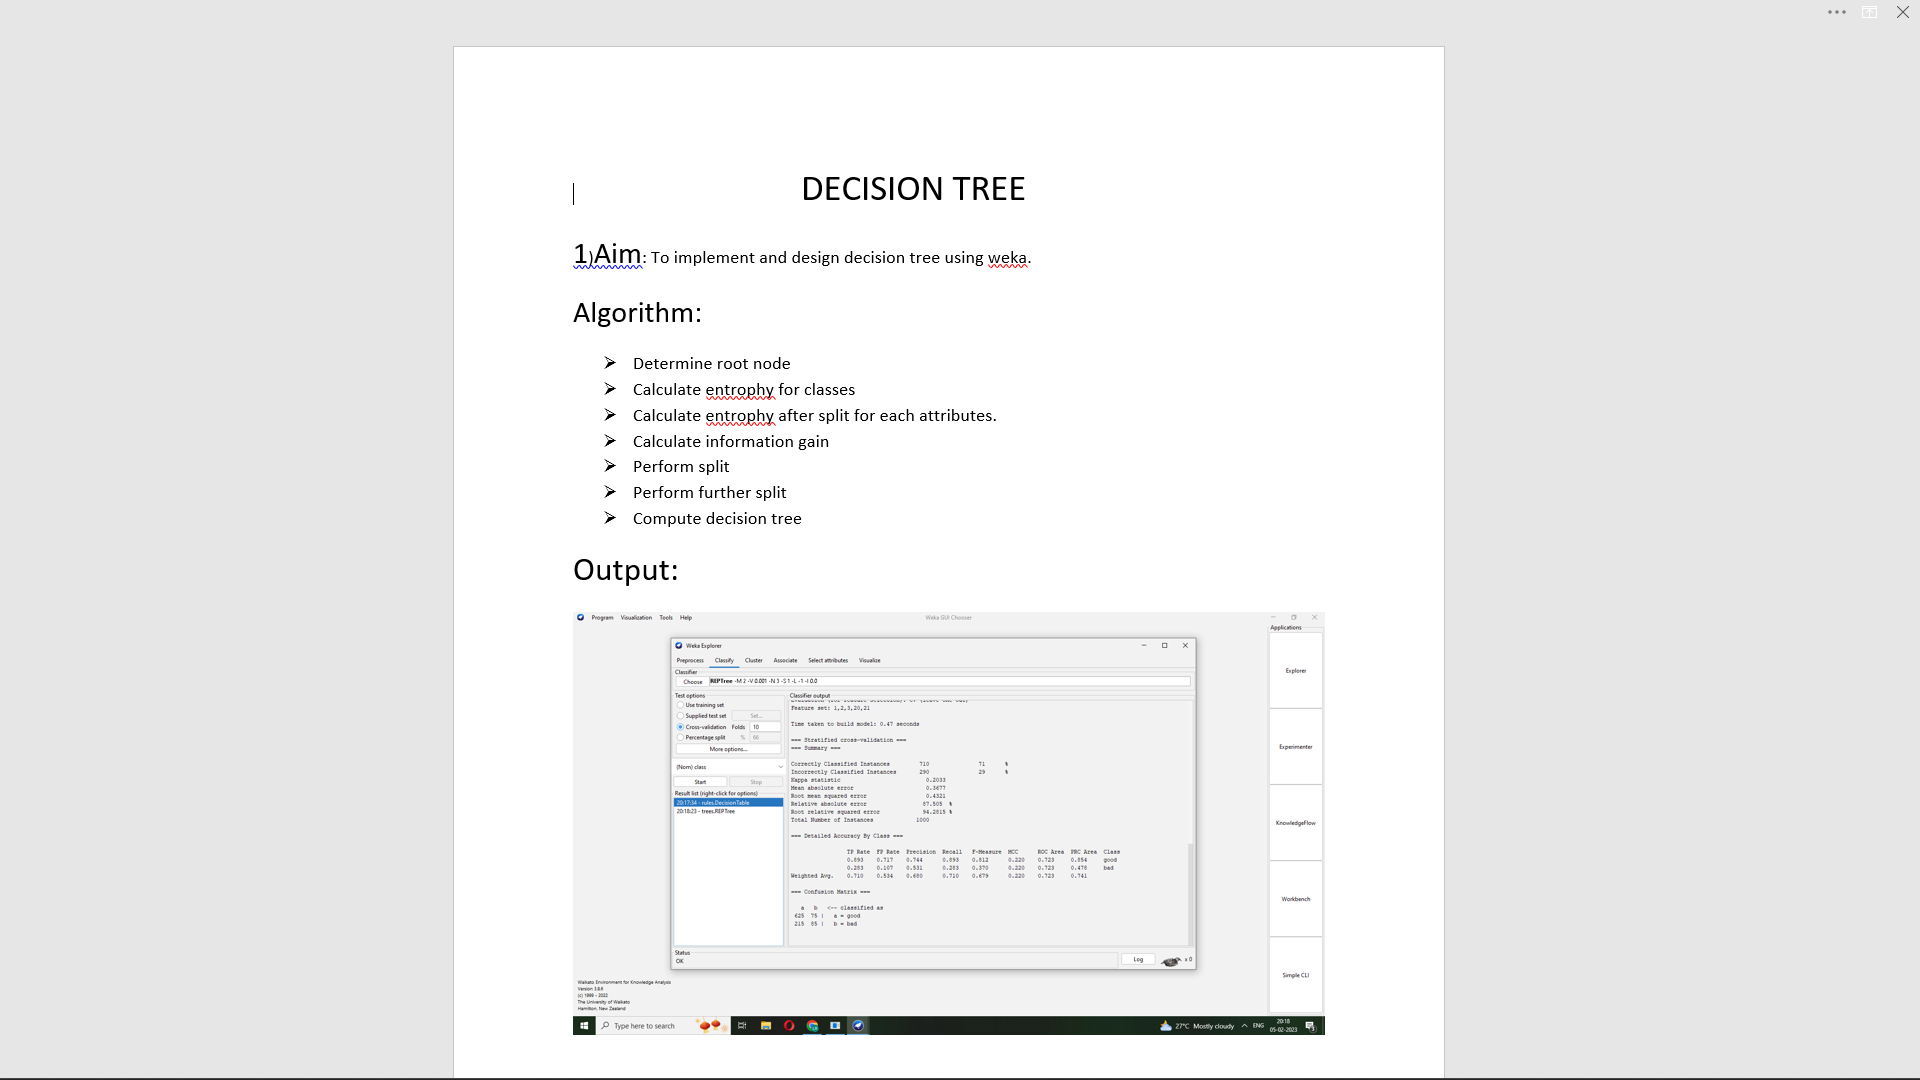 DECISION TREE
1)Aim: To implement and design decision tree using weka.
Algorithm:
Determine root node
Calculate entrophy for classes
Calculate entrophy after split for each attributes.
Calculate information gain
Perform split
Perform further split
Compute decision tree
Output:
Program Visualization Tools Help Weka GUI Chooser
Applications
Weka Explorer
Preprocess Classify Cluster Associate Select attributes Visualize
Classifier
Choose REPTree -M 2 -V 0.001 -N 3 -S 1 -L -1 -I 0.0
Test options
Use training set
Supplied test set Set...
Cross-validation Folds 10
Percentage split % 66
More options...
(Nom) class
Start Stop
Result list (right-click for options)
20:17:34 - rules.DecisionTable
20:18:23 - trees.REPTree
Classifier output
Feature set: 1,2,3,20,21
Time taken to build model: 0.47 seconds
=== Stratified cross-validation ===
=== Summary ===
Correctly Classified Instances 710 71 %
Incorrectly Classified Instances 290 29 %
Kappa statistic 0.2033
Mean absolute error 0.3677
Root mean squared error 0.4321
Relative absolute error 87.505 %
Root relative squared error 94.2815 %
Total Number of Instances 1000
=== Detailed Accuracy By Class ===
TP Rate FP Rate Precision Recall F-Measure MCC ROC Area PRC Area Class
0.893 0.717 0.744 0.893 0.812 0.220 0.723 0.854 good
0.283 0.107 0.531 0.283 0.370 0.220 0.723 0.478 bad
Weighted Avg. 0.710 0.534 0.680 0.710 0.679 0.220 0.723 0.741
=== Confusion Matrix ===
a b <-- classified as
625 75 | a = good
215 85 | b = bad
Status
OK
Log x 0
Explorer
Experimenter
KnowledgeFlow
Workbench
Simple CLI
Waikato Environment for Knowledge Analysis
Version 3.8.6
(c) 1999 - 2022
The University of Waikato
Hamilton, New Zealand
Type here to search
27°C Mostly cloudy ENG
20:18
05-02-2023